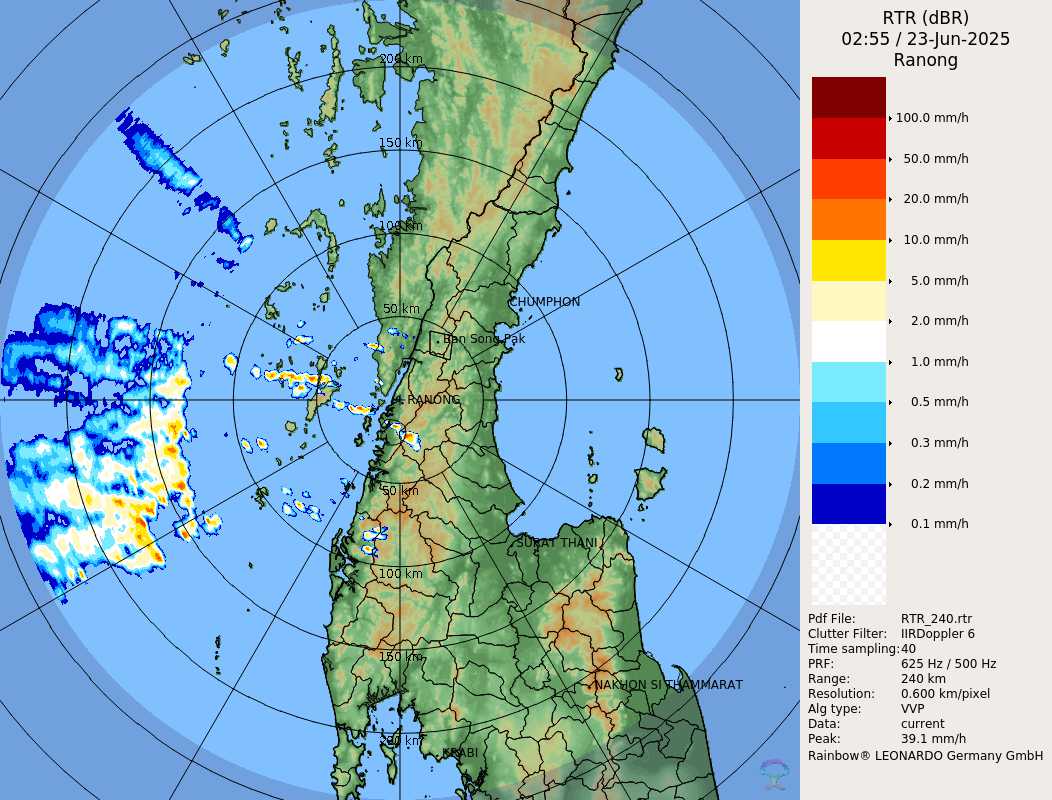 RTR (dBR)
02:55 / 23-Jun-2025
Ranong
100.0 mm/h
50.0 mm/h
20.0 mm/h
10.0 mm/h
5.0 mm/h
2.0 mm/h
1.0 mm/h
0.5 mm/h
0.3 mm/h
0.2 mm/h
0.1 mm/h
Pdf File: RTR_240.rtr
Clutter Filter: IIRDoppler 6
Time sampling:40
PRF: 625 Hz / 500 Hz
Range: 240 km
Resolution: 0.600 km/pixel
Alg type: VVP
Data: current
Peak: 39.1 mm/h
Rainbow® LEONARDO Germany GmbH
200 km
150 km
100 km
50 km
CHUMPHON
Ban Song Pak
RANONG
50 km
SURAT THANI
100 km
150 km
NAKHON SI THAMMARAT
200 km
KRABI